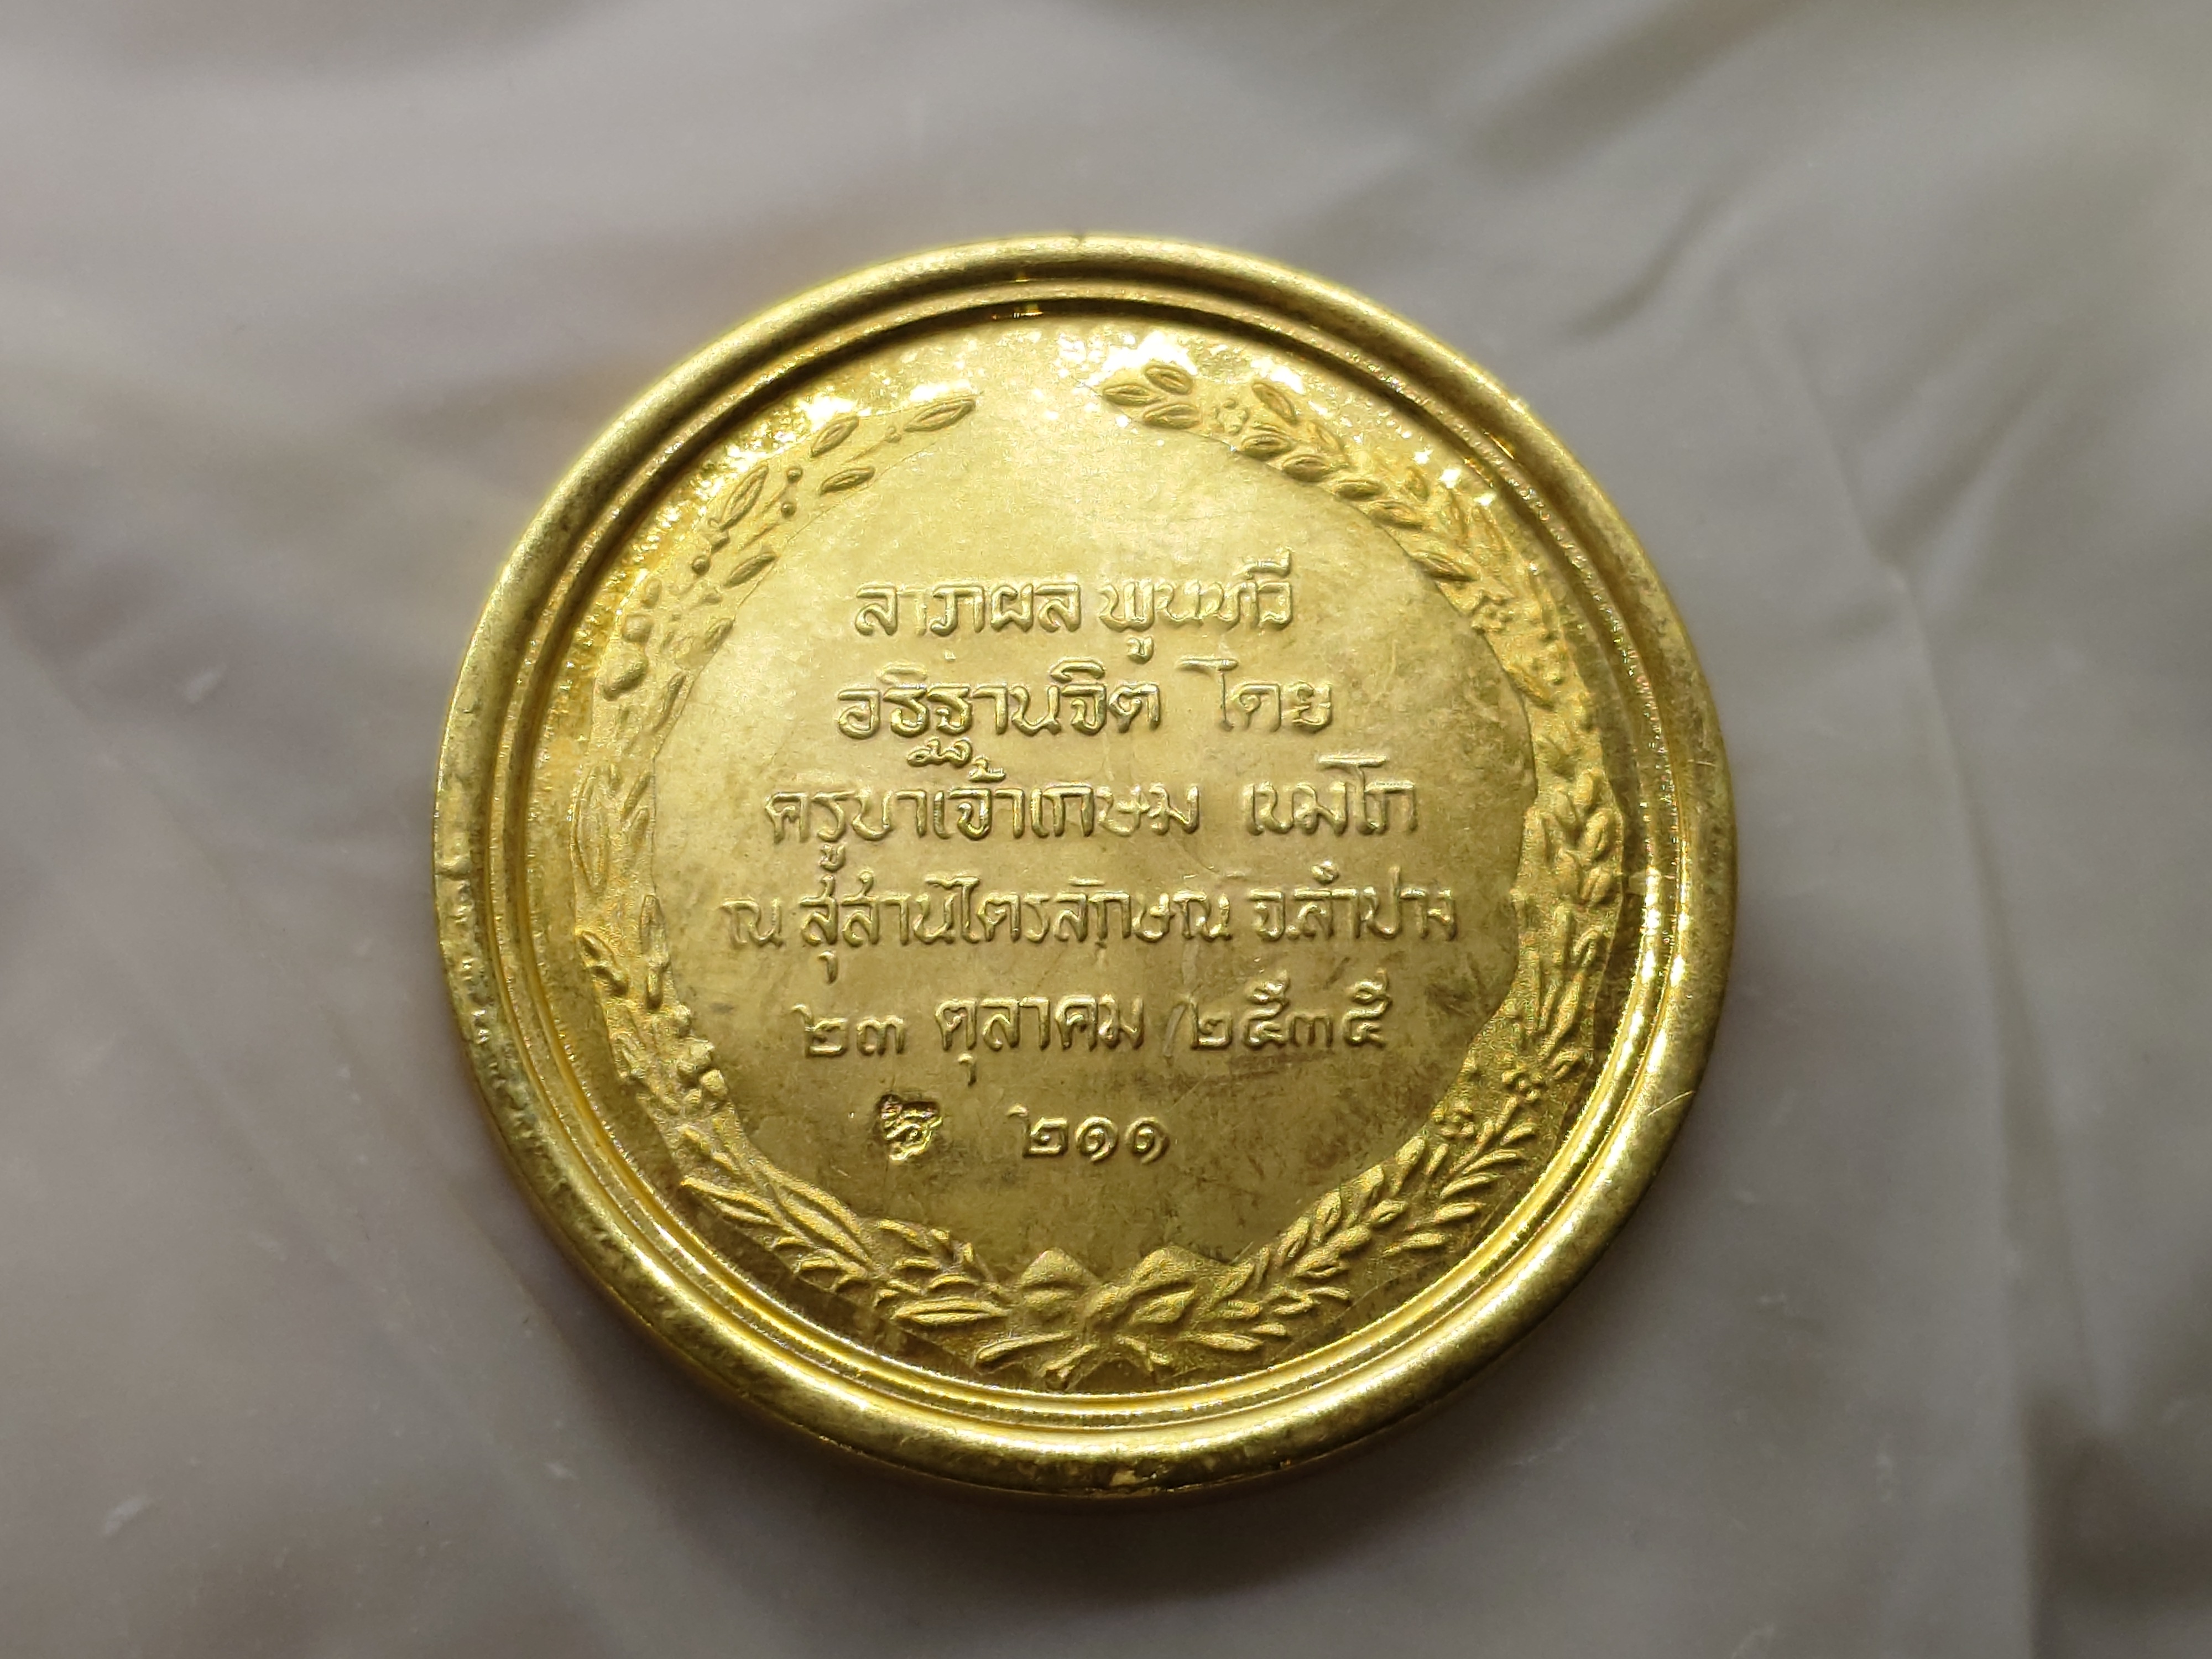 ลาภผล พูนทวี
อธิฐานจิต โดย
ครูบาเจ้าเกษม เขมโก
ณ สุสานไตรลักษณ์ จ.ลำปาง
๒๓ ตุลาคม ๒๕๓๕
๒๑๑